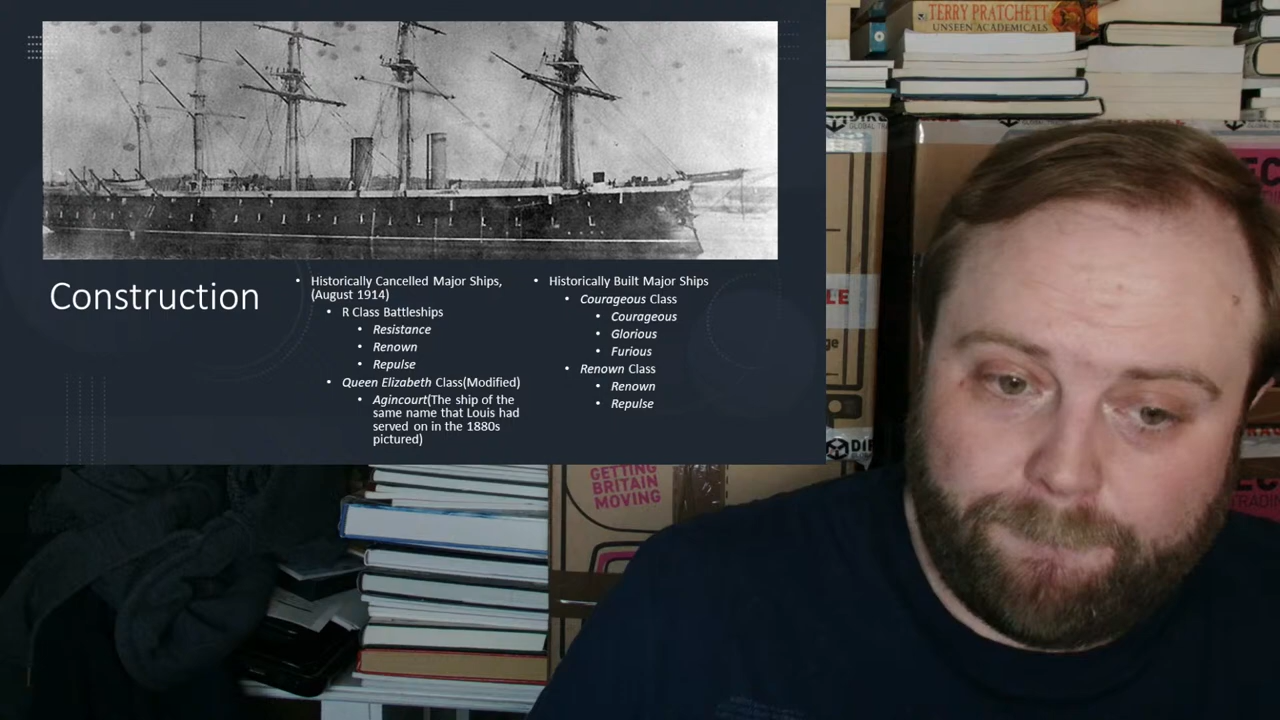 Construction
• Historically Cancelled Major Ships,
(August 1914)
• R Class Battleships
• Resistance
• Renown
• Repulse
• Queen Elizabeth Class(Modified)
• Agincourt(The ship of the
same name that Louis had
served on in the 1880s
pictured)
• Historically Built Major Ships
• Courageous Class
• Courageous
• Glorious
• Furious
• Renown Class
• Renown
• Repulse
TERRY PRATCHETT
UNSEEN ACADEMICALS
GETTING
BRITAIN
MOVING